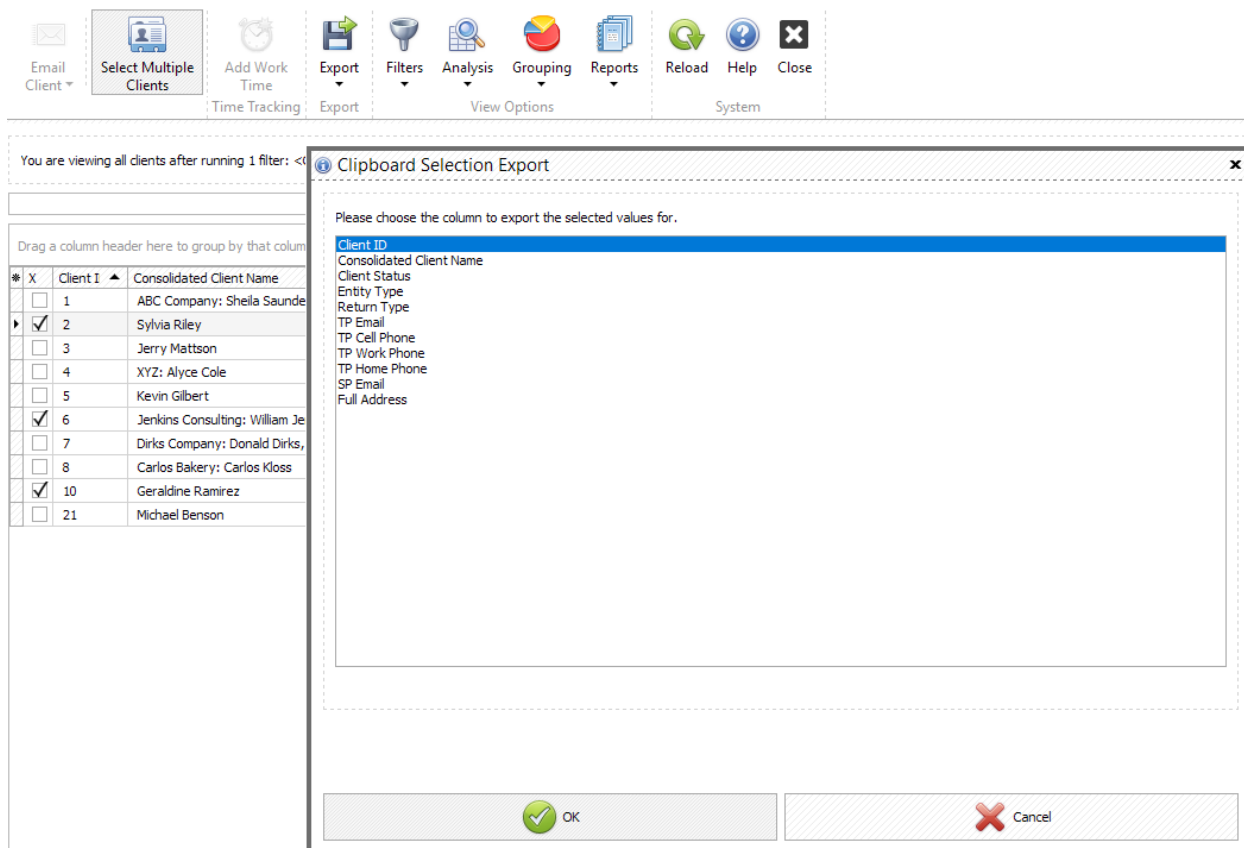 Email Client
Select Multiple Clients
Add Work Time
Export
Filters
Analysis
Grouping
Reports
Reload
Help
Close
Time Tracking
Export
View Options
System
You are viewing all clients after running 1 filter:
Clipboard Selection Export
Please choose the column to export the selected values for.
Client ID
Consolidated Client Name
Client Status
Entity Type
Return Type
TP Email
TP Cell Phone
TP Work Phone
TP Home Phone
SP Email
Full Address
OK
Cancel
Drag a column header here to group by that colum
X Client I Consolidated Client Name
1 ABC Company: Sheila Saunde
2 Sylvia Riley
3 Jerry Mattson
4 XYZ: Alyce Cole
5 Kevin Gilbert
6 Jenkins Consulting: William Je
7 Dirks Company: Donald Dirks,
8 Carlos Bakery: Carlos Kloss
10 Geraldine Ramirez
21 Michael Benson